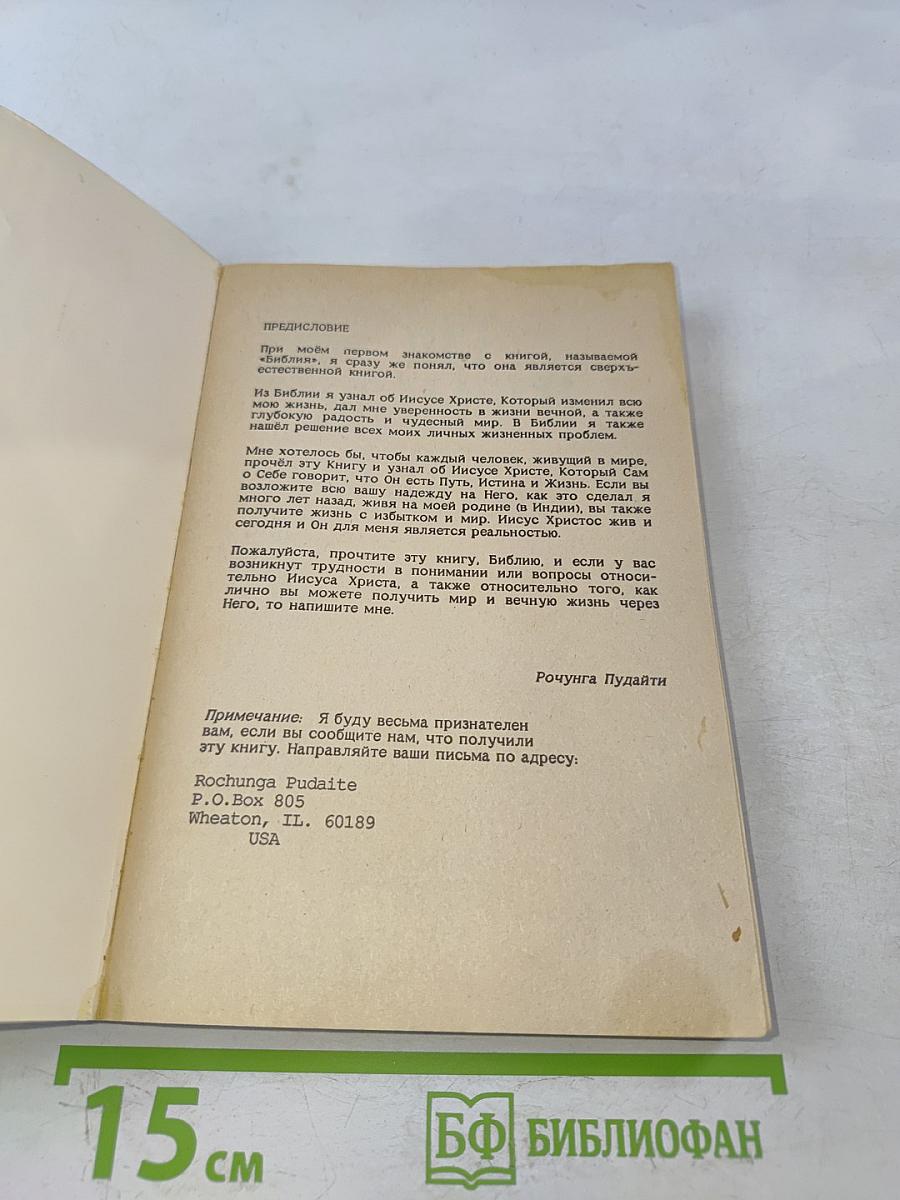 ПРЕДИСЛОВИЕ
При моём первом знакомстве с книгой, называемой
«Библия», я сразу же понял, что она является сверхъ-
естественной книгой.
Из Библии я узнал об Иисусе Христе, Который изменил всю
мою жизнь, дал мне уверенность в жизни вечной, а также
глубокую радость и чудесный мир. В Библии я также
нашёл решение всех моих личных жизненных проблем.
Мне хотелось бы, чтобы каждый человек, живущий в мире,
прочёл эту Книгу и узнал об Иисусе Христе, Который Сам
о Себе говорит, что Он есть Путь, Истина и Жизнь. Если вы
возложите всю вашу надежду на Него, как это сделал я
много лет назад, живя на моей родине (в Индии), вы также
получите жизнь с избытком и мир. Иисус Христос жив и
сегодня и Он для меня является реальностью.
Пожалуйста, прочтите эту книгу, Библию, и если у вас
возникнут трудности в понимании или вопросы относи-
тельно Иисуса Христа, а также относительно того, как
лично вы можете получить мир и вечную жизнь через
Него, то напишите мне.
Рочунга Пудайти
Примечание: Я буду весьма признателен
вам, если вы сообщите нам, что получили
эту книгу. Направляйте ваши письма по адресу:
Rochunga Pudaite
P.O.Box 805
Wheaton, IL. 60189
USA
15 см
БФ БИБЛИОФАН